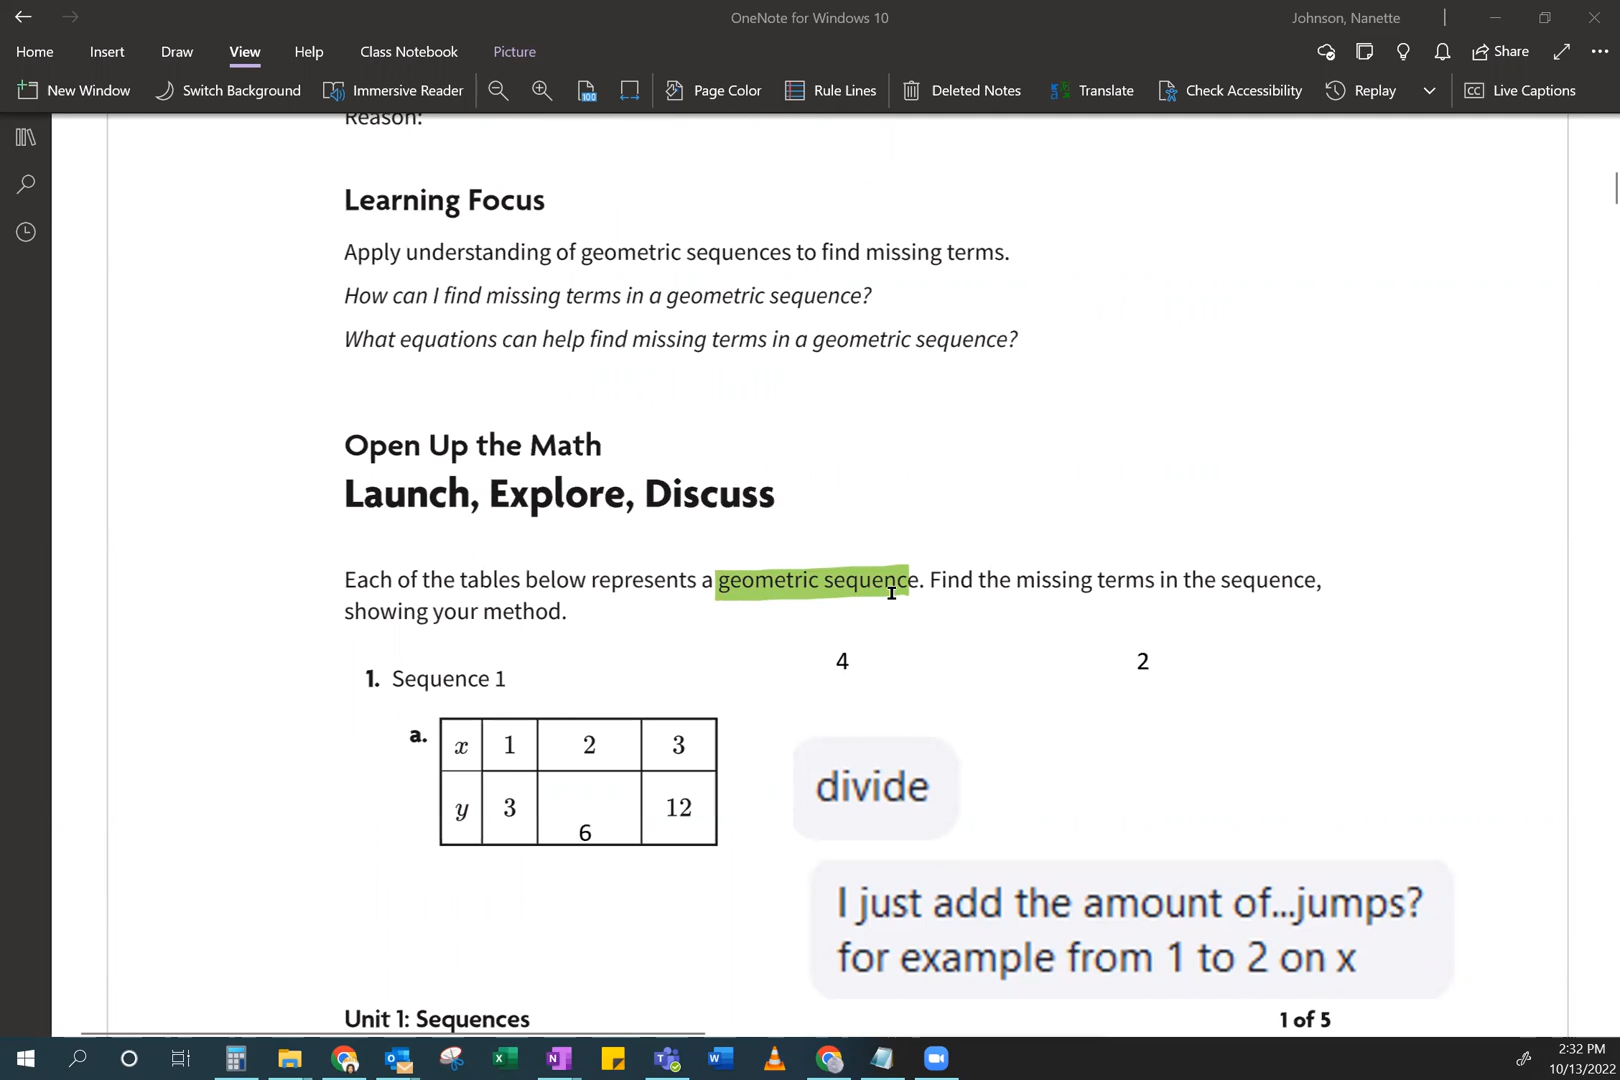 OneNote for Windows 10
Johnson, Nanette
Home Insert Draw View Help Class Notebook Picture
Share
New Window Switch Background Immersive Reader 100 Page Color Rule Lines Deleted Notes Translate Check Accessibility Replay CC Live Captions
Reason:
Learning Focus
Apply understanding of geometric sequences to find missing terms.
How can I find missing terms in a geometric sequence?
What equations can help find missing terms in a geometric sequence?
Open Up the Math
Launch, Explore, Discuss
Each of the tables below represents a geometric sequence. Find the missing terms in the sequence,
showing your method.
4 2
1. Sequence 1
a. x 1 2 3
y 3 6 12
divide
I just add the amount of...jumps?
for example from 1 to 2 on x
Unit 1: Sequences 1 of 5
2:32 PM
10/13/2022